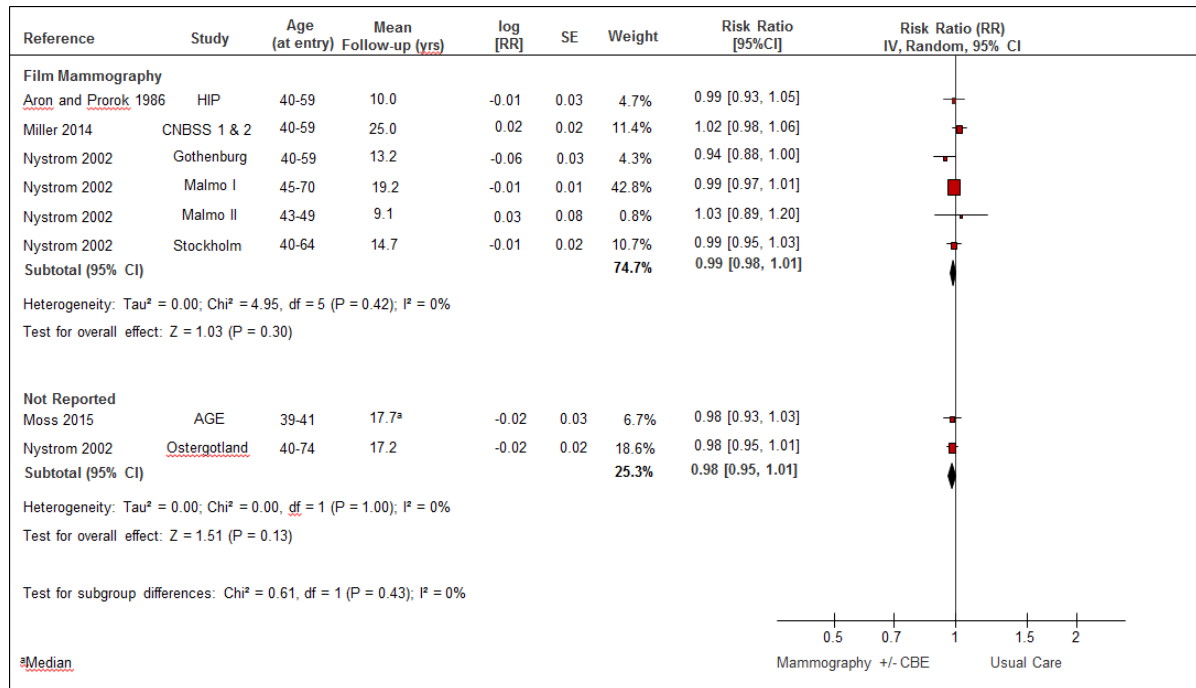 Reference Study Age (at entry) Mean Follow-up (yrs) log [RR] SE Weight Risk Ratio [95%CI] Risk Ratio (RR) IV, Random, 95% CI
Film Mammography
Aron and Prorok 1986 HIP 40-59 10.0 -0.01 0.03 4.7% 0.99 [0.93, 1.05]
Miller 2014 CNBSS 1 & 2 40-59 25.0 0.02 0.02 11.4% 1.02 [0.98, 1.06]
Nystrom 2002 Gothenburg 40-59 13.2 -0.06 0.03 4.3% 0.94 [0.88, 1.00]
Nystrom 2002 Malmo I 45-70 19.2 -0.01 0.01 42.8% 0.99 [0.97, 1.01]
Nystrom 2002 Malmo II 43-49 9.1 0.03 0.08 0.8% 1.03 [0.89, 1.20]
Nystrom 2002 Stockholm 40-64 14.7 -0.01 0.02 10.7% 0.99 [0.95, 1.03]
Subtotal (95% CI) 74.7% 0.99 [0.98, 1.01]
Heterogeneity: Tau² = 0.00; Chi² = 4.95, df = 5 (P = 0.42); I² = 0%
Test for overall effect: Z = 1.03 (P = 0.30)
Not Reported
Moss 2015 AGE 39-41 17.7ª -0.02 0.03 6.7% 0.98 [0.93, 1.03]
Nystrom 2002 Ostergotland 40-74 17.2 -0.02 0.02 18.6% 0.98 [0.95, 1.01]
Subtotal (95% CI) 25.3% 0.98 [0.95, 1.01]
Heterogeneity: Tau² = 0.00; Chi² = 0.00, df = 1 (P = 1.00); I² = 0%
Test for overall effect: Z = 1.51 (P = 0.13)
Test for subgroup differences: Chi² = 0.61, df = 1 (P = 0.43); I² = 0%
0.5 0.7 1 1.5 2
ªMedian Mammography +/- CBE Usual Care